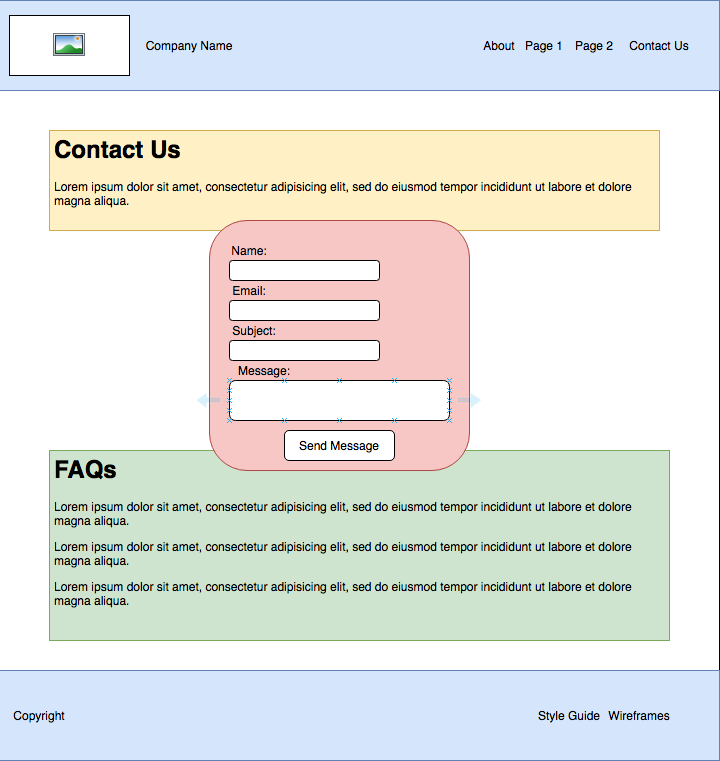 Company Name
About Page 1 Page 2 Contact Us
Contact Us
Lorem ipsum dolor sit amet, consectetur adipisicing elit, sed do eiusmod tempor incididunt ut labore et dolore
magna aliqua.
Name:
Email:
Subject:
Message:
Send Message
FAQs
Lorem ipsum dolor sit amet, consectetur adipisicing elit, sed do eiusmod tempor incididunt ut labore et dolore
magna aliqua.
Lorem ipsum dolor sit amet, consectetur adipisicing elit, sed do eiusmod tempor incididunt ut labore et dolore
magna aliqua.
Lorem ipsum dolor sit amet, consectetur adipisicing elit, sed do eiusmod tempor incididunt ut labore et dolore
magna aliqua.
Copyright
Style Guide Wireframes